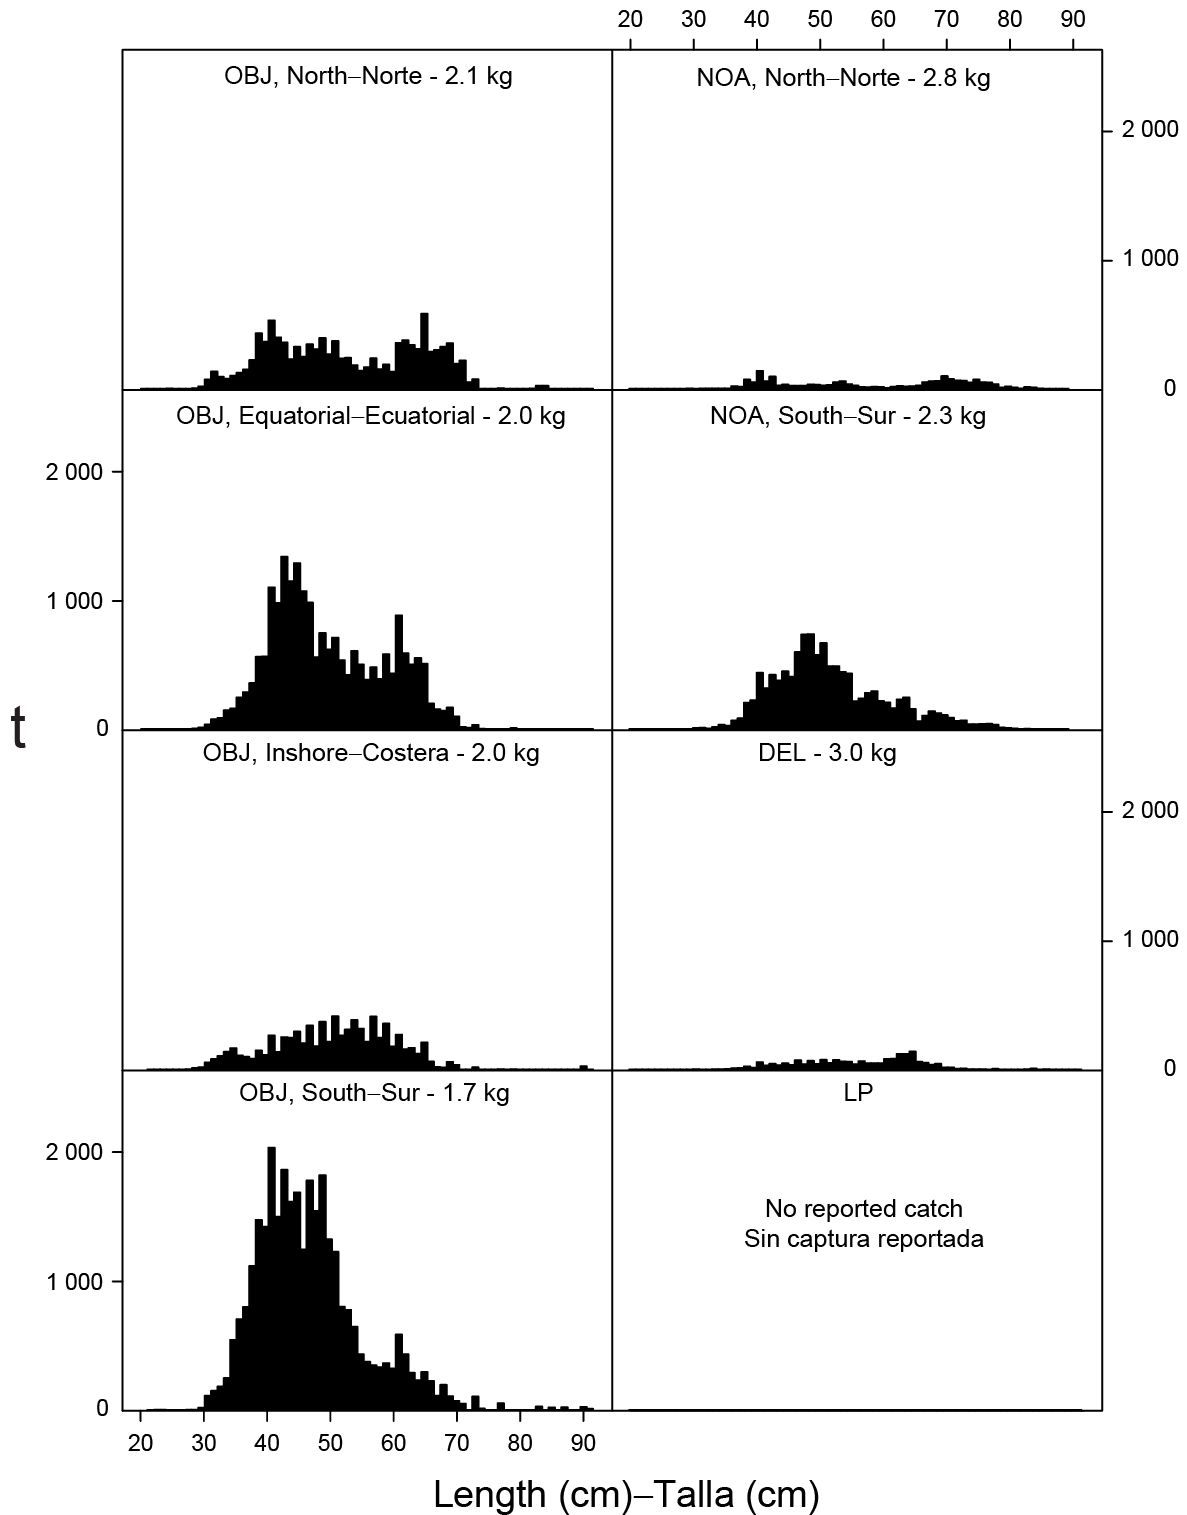 20 30 40 50 60 70 80 90
OBJ, North–Norte - 2.1 kg
NOA, North–Norte - 2.8 kg
2 000
1 000
0
OBJ, Equatorial–Ecuatorial - 2.0 kg
NOA, South–Sur - 2.3 kg
2 000
1 000
0
t
OBJ, Inshore–Costera - 2.0 kg
DEL - 3.0 kg
2 000
1 000
0
OBJ, South–Sur - 1.7 kg
LP
2 000
No reported catch
Sin captura reportada
1 000
0
20 30 40 50 60 70 80 90
Length (cm)–Talla (cm)